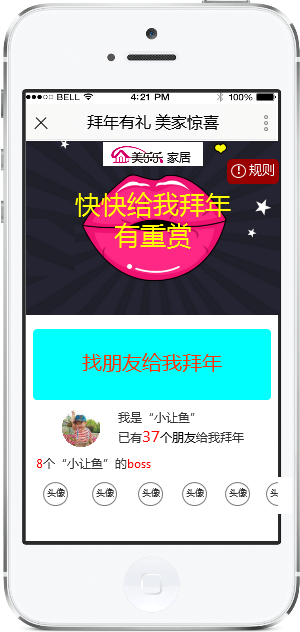 BELL 4:21 PM 100%
拜年有礼 美家惊喜
美乐乐 家居
规则
快快给我拜年
有重赏
找朋友给我拜年
我是“小让鱼”
已有37个朋友给我拜年
8个“小让鱼”的boss
头像 头像 头像 头像 头像 头像